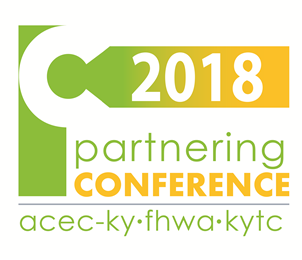 2018
partnering
CONFERENCE
acec-ky·fhwa·kytc